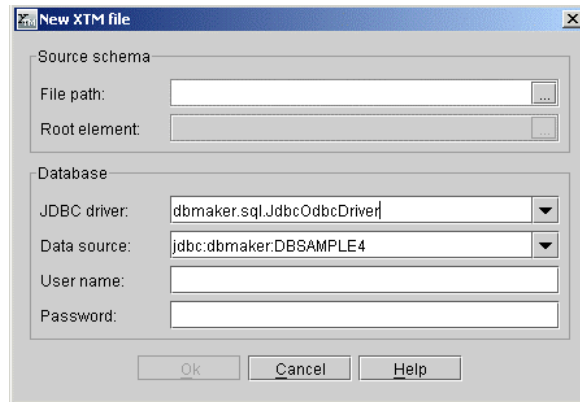 New XTM file
Source schema
File path:
...
Root element:
...
Database
JDBC driver: dbmaker.sql.JdbcOdbcDriver
Data source: jdbc:dbmaker:DBSAMPLE4
User name:
Password:
Ok Cancel Help